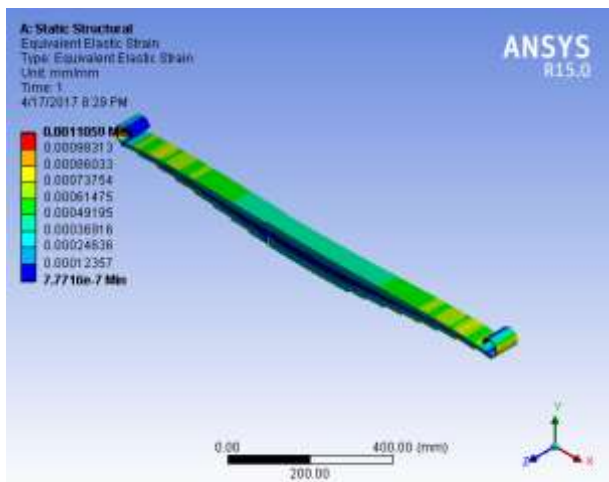 A: Static Structural
Equivalent Elastic Strain
Type: Equivalent Elastic Strain
Unit: mm/mm
Time: 1
4/17/2017 8:29 PM
ANSYS
R15.0
0.0011059 Max
0.00098313
0.00086033
0.00073754
0.00061475
0.00049195
0.00036916
0.00024636
0.00012357
7.7716e-7 Min
0.00
400.00 (mm)
200.00
Y
Z
X